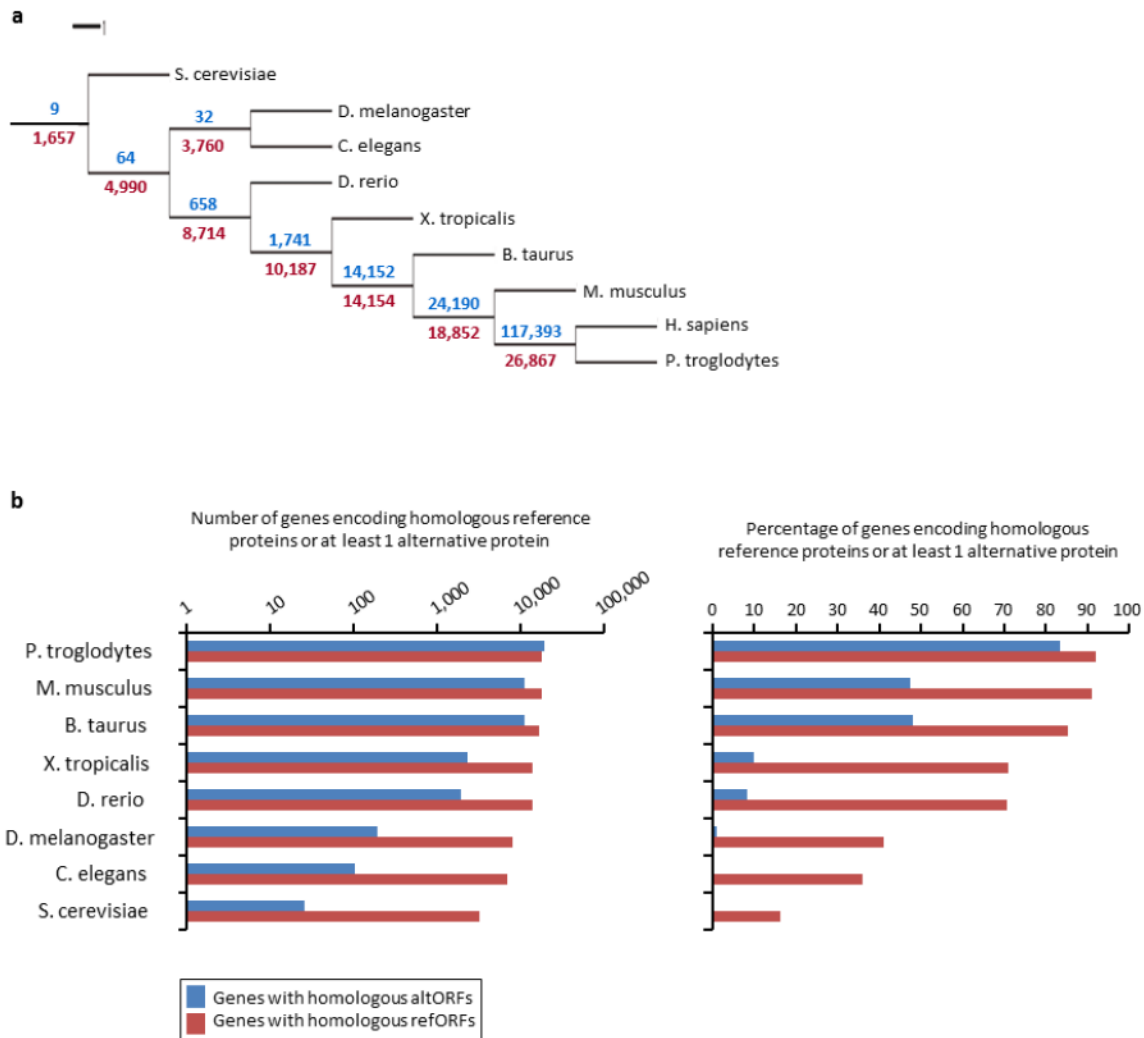 a
1
S. cerevisiae
9
1,657
D. melanogaster
32
3,760
C. elegans
64
4,990
D. rerio
658
8,714
X. tropicalis
1,741
10,187
B. taurus
14,152
14,154
M. musculus
24,190
18,852
H. sapiens
117,393
26,867
P. troglodytes
b
Number of genes encoding homologous reference
proteins or at least 1 alternative protein
Percentage of genes encoding homologous
reference proteins or at least 1 alternative protein
1 10 100 1,000 10,000 100,000
0 10 20 30 40 50 60 70 80 90 100
P. troglodytes
M. musculus
B. taurus
X. tropicalis
D. rerio
D. melanogaster
C. elegans
S. cerevisiae
Genes with homologous altORFs
Genes with homologous refORFs